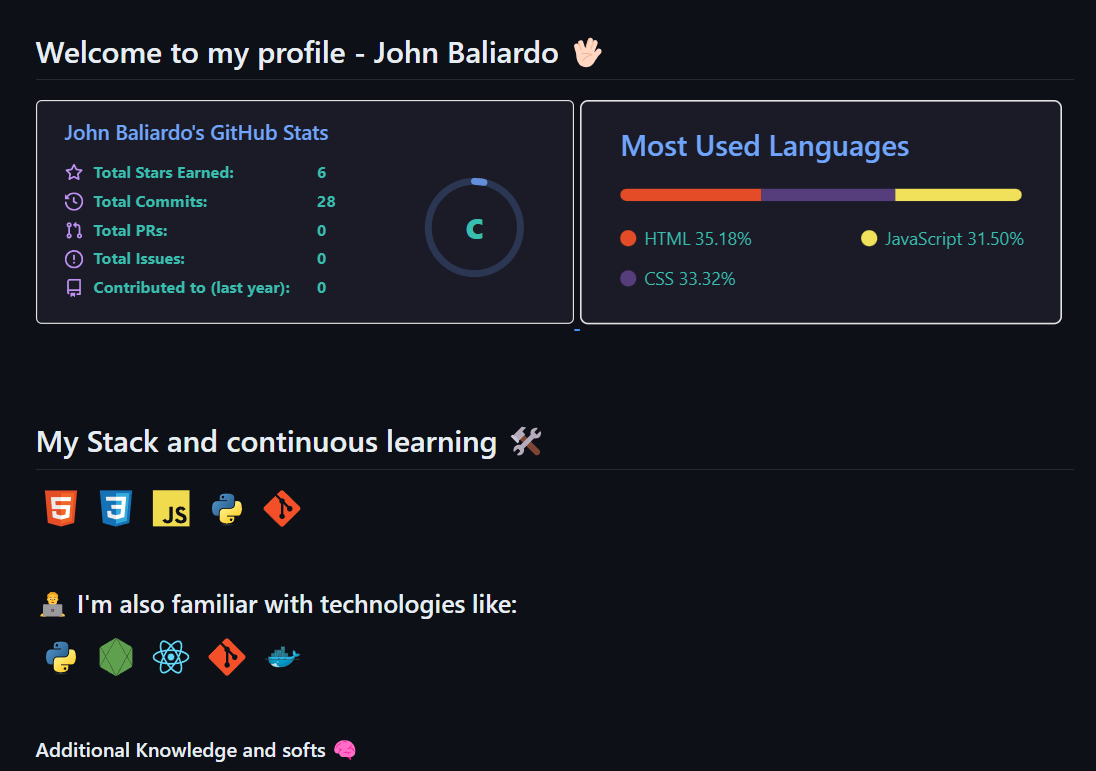 Welcome to my profile - John Baliardo 🖖🏻
John Baliardo's GitHub Stats
Total Stars Earned: 6
Total Commits: 28
Total PRs: 0
Total Issues: 0
Contributed to (last year): 0
C
Most Used Languages
HTML 35.18%
JavaScript 31.50%
CSS 33.32%
My Stack and continuous learning 🛠️
5 3 JS
👨‍💻 I'm also familiar with technologies like:
Additional Knowledge and softs 🧠